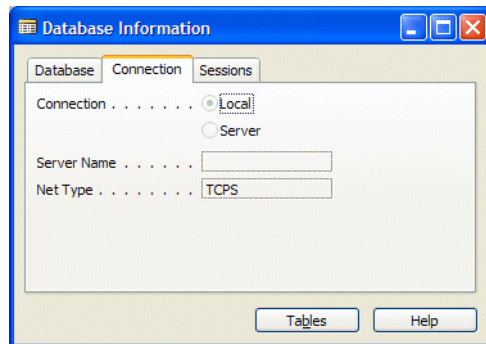 Database Information
Database Connection Sessions
Connection . . . . . . . Local
Server
Server Name . . . . . .
Net Type . . . . . . . . TCPS
Tables Help